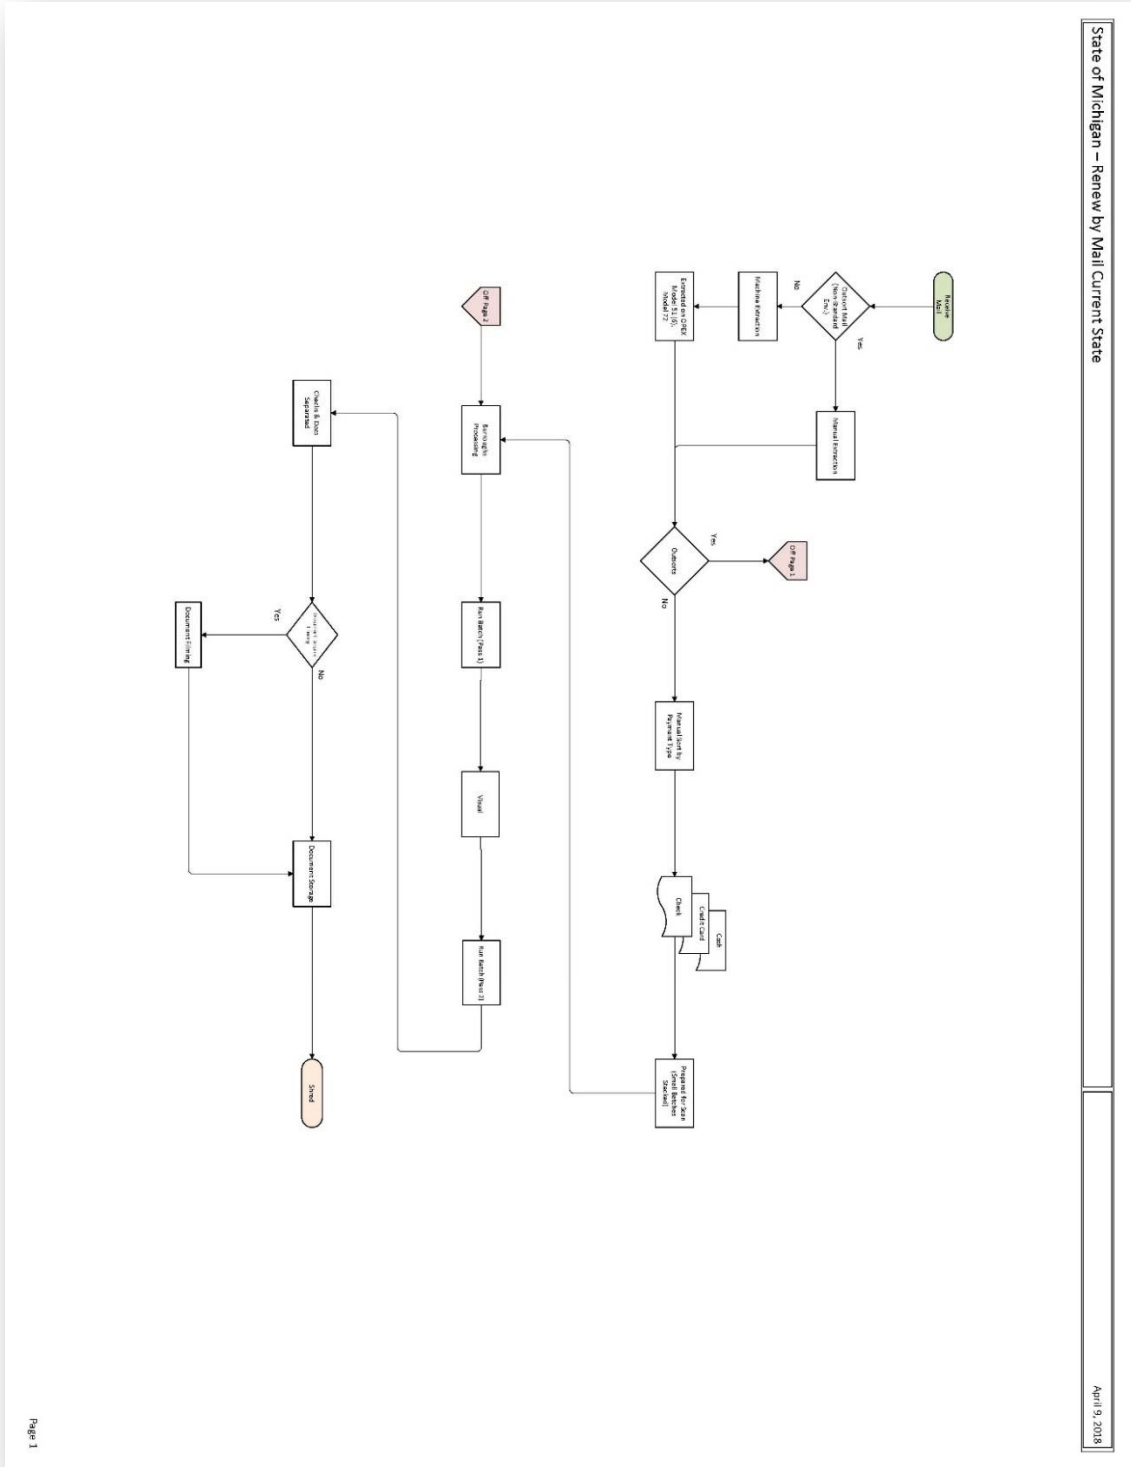 State of Michigan – Renew by Mail Current State
April 9, 2018
Receive
Mail
Outsort Mail
(Non-Standard
Env.)
Yes
No
Manual Extraction
Machine Extraction
Extracted on OPEX
Model 51 (6),
Model 72
Off Page 1
Yes
Outsorts
No
Manual Sort by
Payment Type
Cash
Credit Card
Check
Prepared for Scan
(Small Batches
Stacked)
Off Page 2
Burroughs
Processing
Run Batch (Pass 1)
Visual
Run Batch (Pass 2)
Checks & Docs
Separated
No
Yes
Document Storage
Shred
Document Filming
Page 1